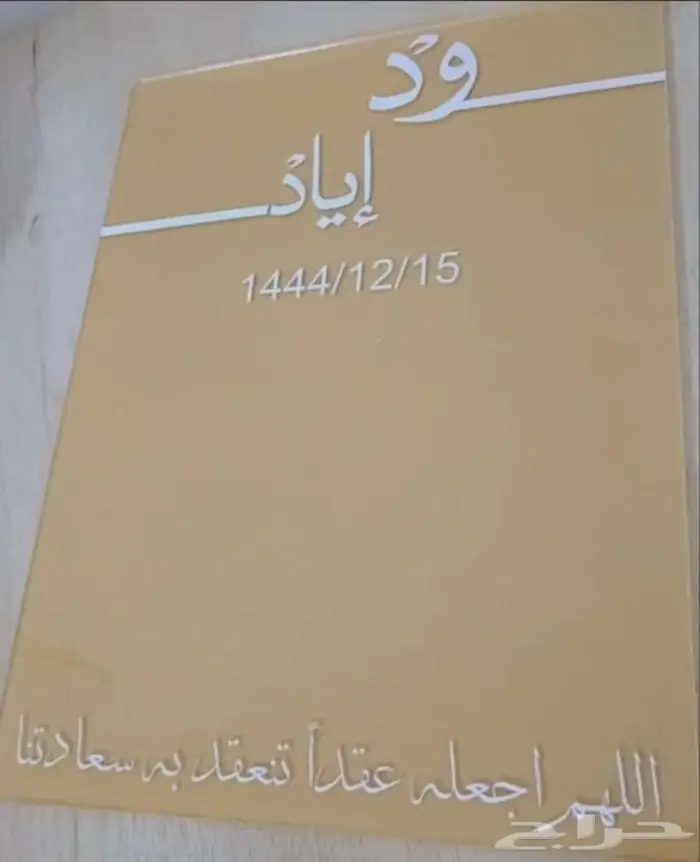 ود
إياد
1444/12/15
اللهم اجعله عقداً تنعقد به سعادتنا
حراج